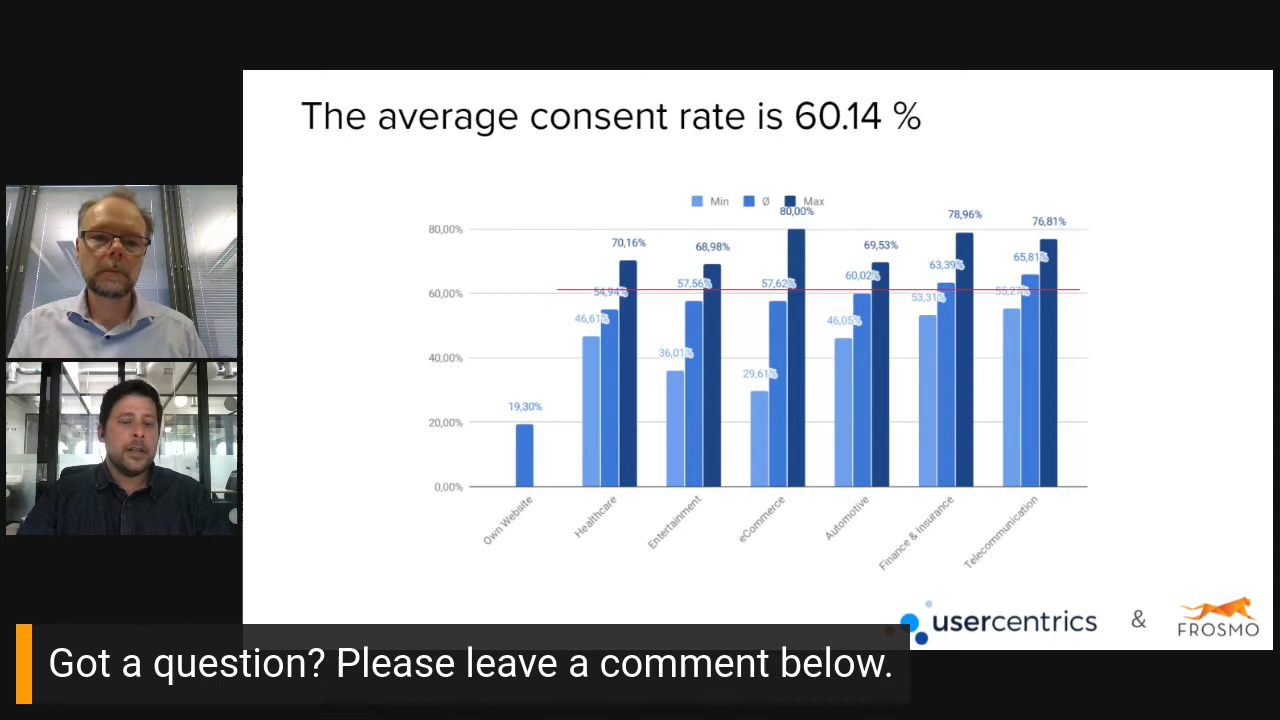 The average consent rate is 60.14 %
Min Ø Max
80,00%
60,00%
40,00%
20,00%
0,00%
19,30%
46,61% 54,94% 70,16%
36,01% 57,56% 68,98%
29,61% 57,62% 80,00%
46,05% 60,02% 69,53%
53,31% 63,39% 78,96%
55,27% 65,81% 76,81%
Own Website
Healthcare
Entertainment
eCommerce
Automotive
Finance & Insurance
Telecommunication
usercentrics & FROSMO
Got a question? Please leave a comment below.